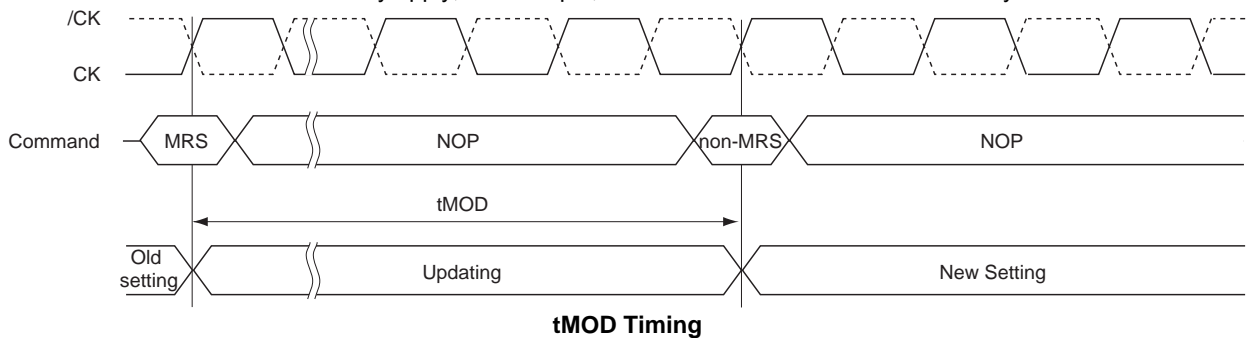 /CK
CK
Command
MRS
NOP
non-MRS
NOP
tMOD
Old
setting
Updating
New Setting
tMOD Timing